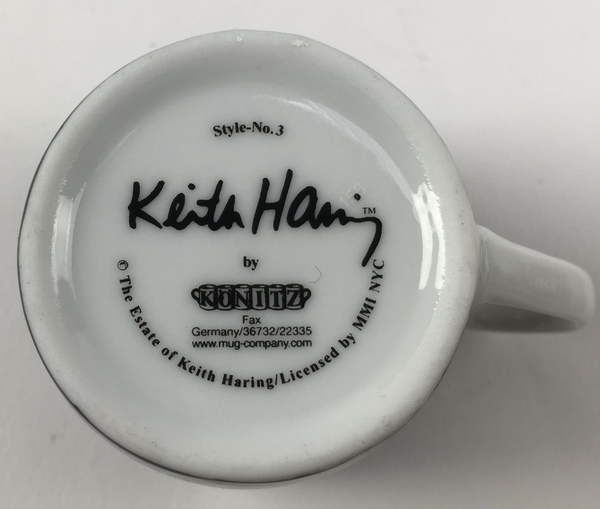 Style-No.3
Keith Haring™
by
KÖNITZ
Fax
Germany/36732/22335
www.mug-company.com
© The Estate of Keith Haring/Licensed by MMI NYC